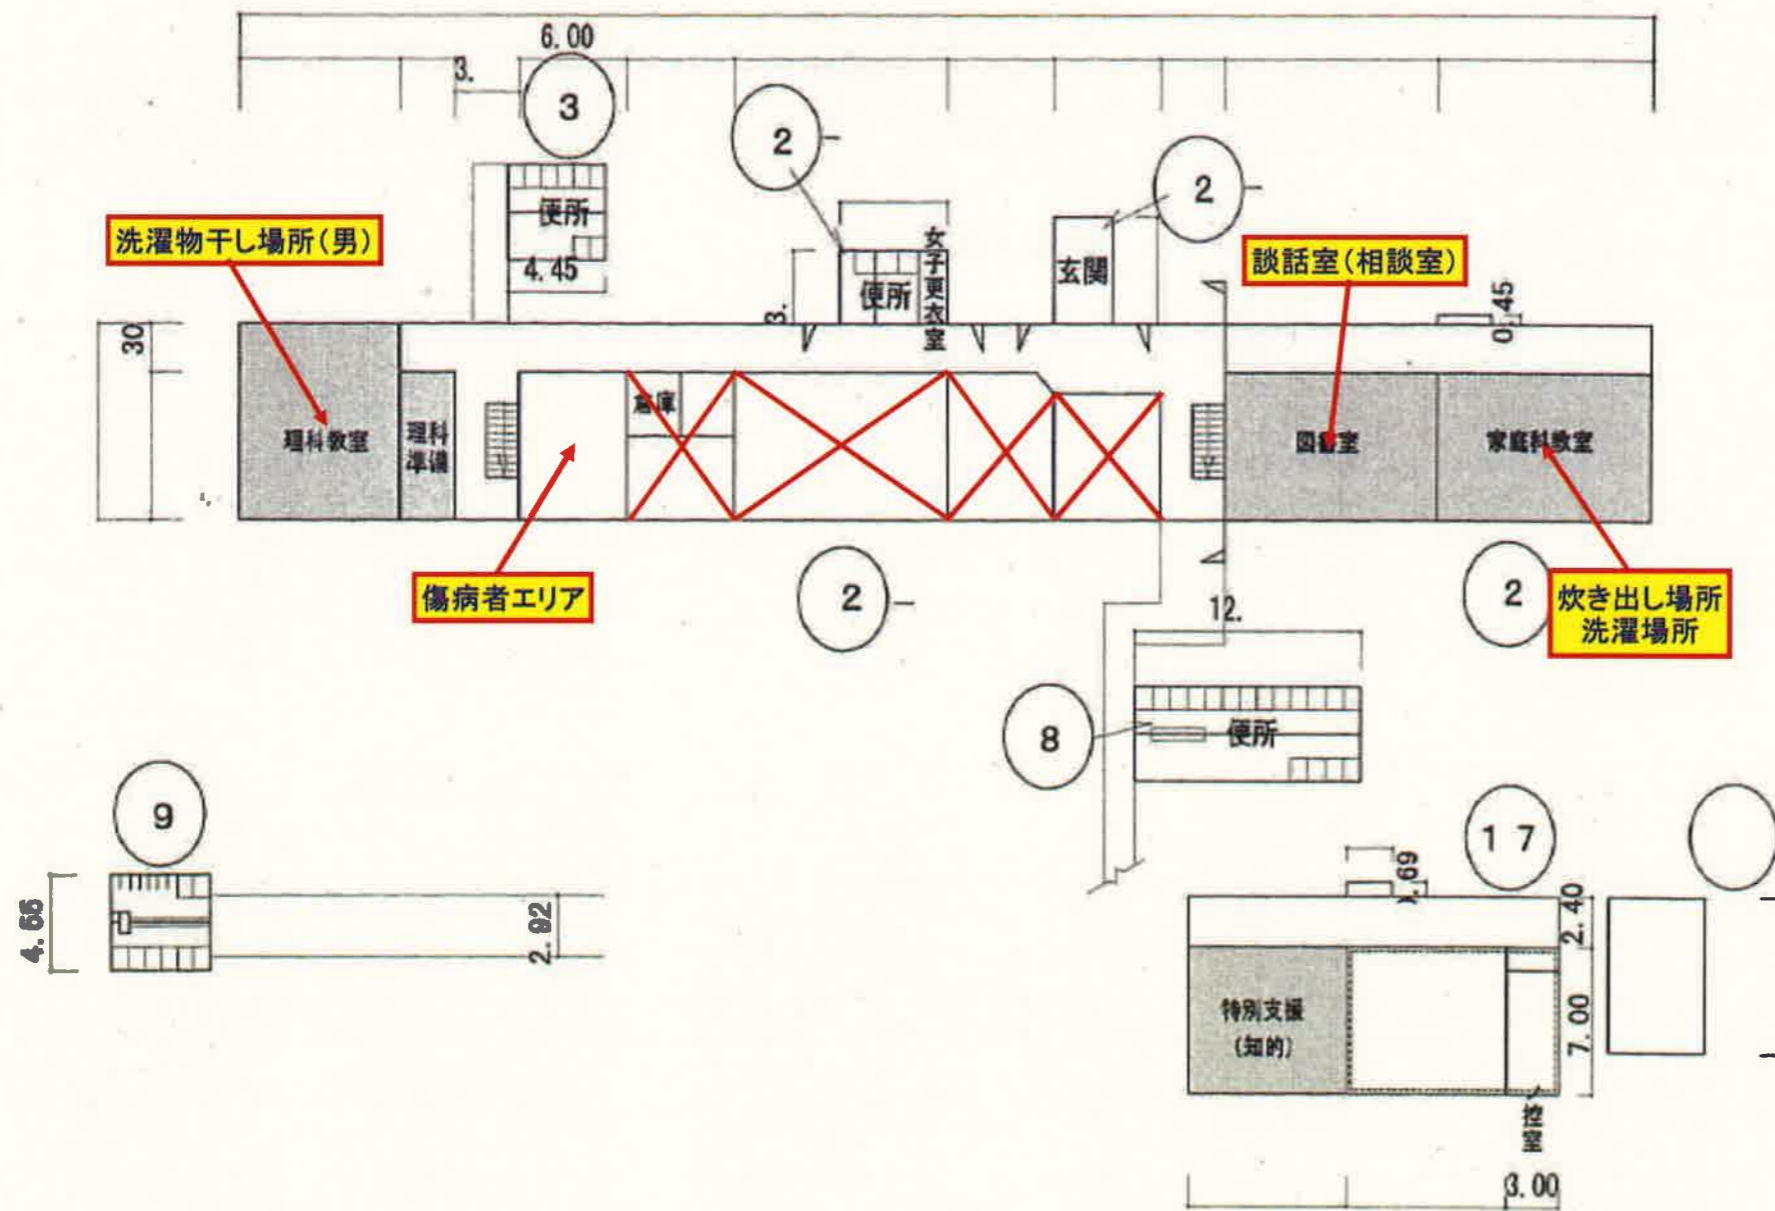 6.00
3.
3
2
2
便所
4.45
洗濯物干し場所(男)
便所
女子更衣室
3.
玄関
談話室(相談室)
0.45
30
理科教室
理科
準備
倉庫
図書室
家庭科教室
傷病者エリア
2
2
炊き出し場所
洗濯場所
12.
8
便所
9
4.55
2.92
17
.69
2.40
特別支援
(知的)
7.00
控室
3.00